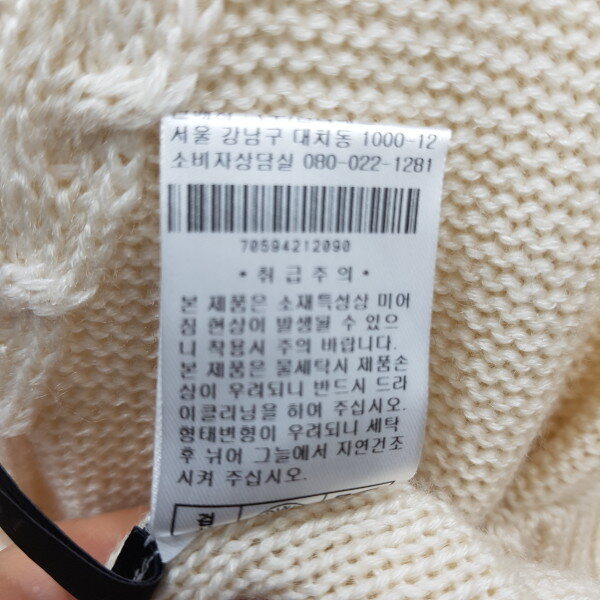 서울 강남구 대치동 1000-12
소비자상담실 080-022-1281
70594212090
* 취급주의 *
본 제품은 소재특성상 미어
짐 현상이 발생될 수 있으
니 착용시 주의 바랍니다.
본 제품은 물세탁시 제품손
상이 우려되니 반드시 드라
이클리닝을 하여 주십시오.
형태변형이 우려되니 세탁
후 뉘어 그늘에서 자연건조
시켜 주십시오.